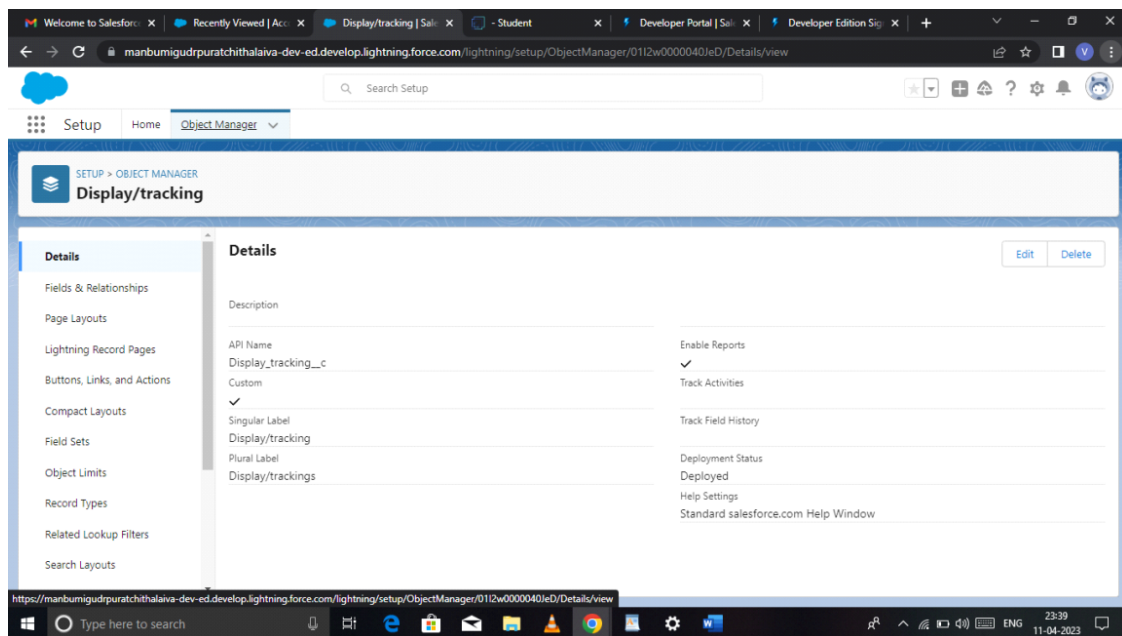 Welcome to Salesforc
Recently Viewed | Acc
Display/tracking | Sale
- Student
Developer Portal | Sal
Developer Edition Sig
manbumigudrpuratchithalaiva-dev-ed.develop.lightning.force.com/lightning/setup/ObjectManager/01I2w0000040JeD/Details/view
V
Search Setup
Setup
Home
Object Manager
SETUP > OBJECT MANAGER
Display/tracking
Details
Fields & Relationships
Page Layouts
Lightning Record Pages
Buttons, Links, and Actions
Compact Layouts
Field Sets
Object Limits
Record Types
Related Lookup Filters
Search Layouts
Details
Edit
Delete
Description
API Name
Display_tracking__c
Custom
Singular Label
Display/tracking
Plural Label
Display/trackings
Enable Reports
Track Activities
Track Field History
Deployment Status
Deployed
Help Settings
Standard salesforce.com Help Window
https://manbumigudrpuratchithalaiva-dev-ed.develop.lightning.force.com/lightning/setup/ObjectManager/01I2w0000040JeD/Details/view
Type here to search
ENG
23:39
11-04-2023